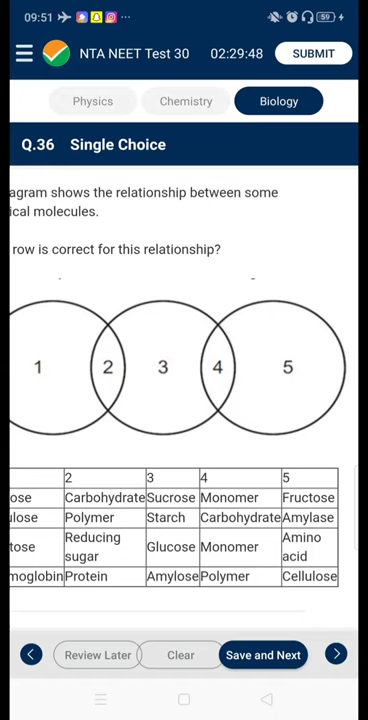 09:51
59
NTA NEET Test 30 02:29:48 SUBMIT
Physics Chemistry Biology
Q.36 Single Choice
agram shows the relationship between some
ical molecules.
row is correct for this relationship?
1 2 3 4 5
2 3 4 5
ose Carbohydrate Sucrose Monomer Fructose
ulose Polymer Starch Carbohydrate Amylase
tose Reducing sugar Glucose Monomer Amino acid
moglobin Protein Amylose Polymer Cellulose
Review Later Clear Save and Next